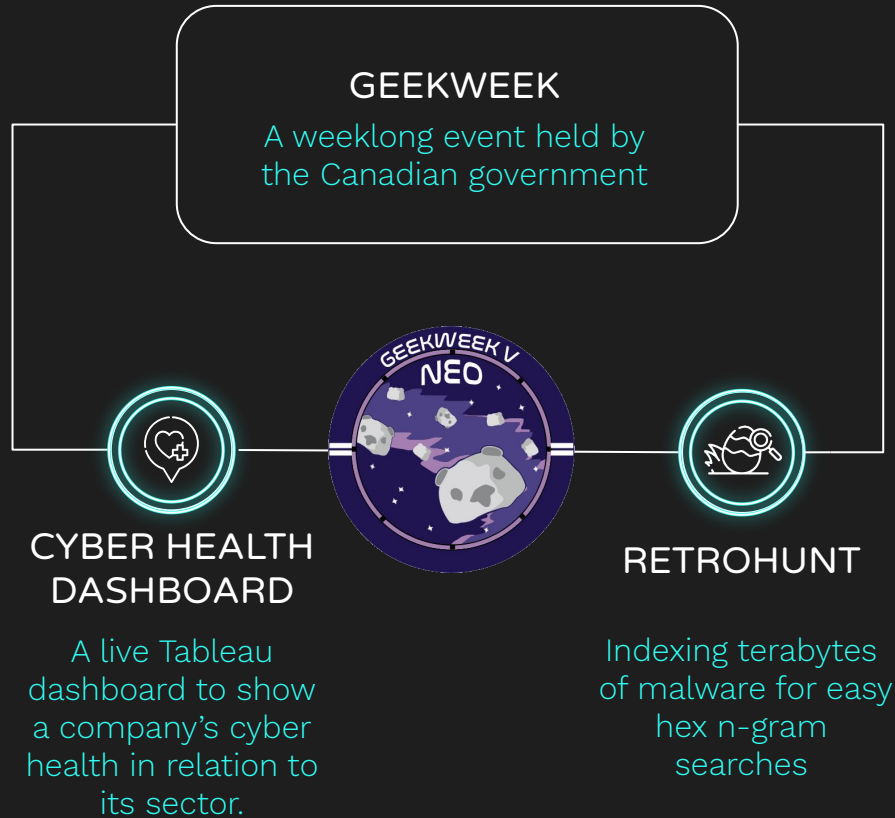 GEEKWEEK
A weeklong event held by
the Canadian government
GEEKWEEK V
NEO
CYBER HEALTH
DASHBOARD
A live Tableau
dashboard to show
a company’s cyber
health in relation to
its sector.
RETROHUNT
Indexing terabytes
of malware for easy
hex n-gram
searches